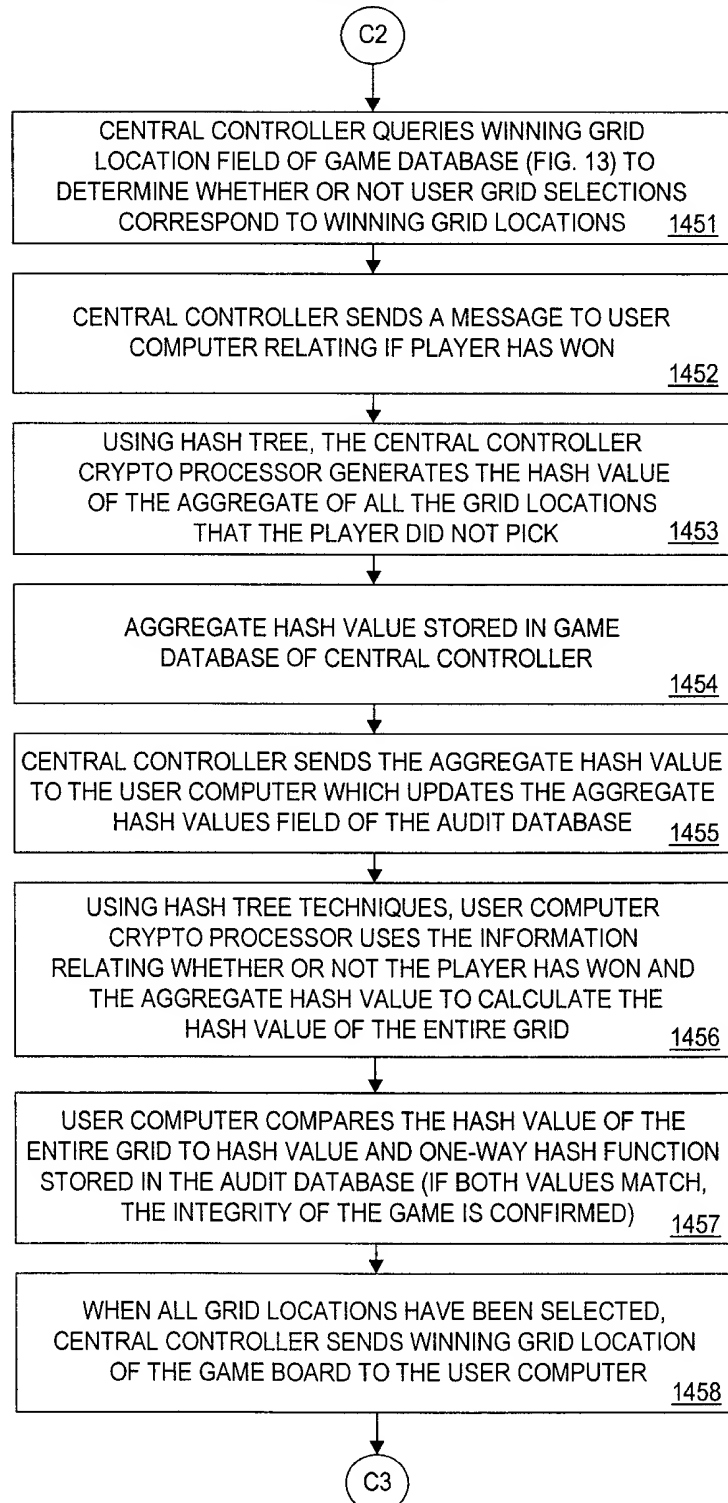 C2
CENTRAL CONTROLLER QUERIES WINNING GRID
LOCATION FIELD OF GAME DATABASE (FIG. 13) TO
DETERMINE WHETHER OR NOT USER GRID SELECTIONS
CORRESPOND TO WINNING GRID LOCATIONS 1451
CENTRAL CONTROLLER SENDS A MESSAGE TO USER
COMPUTER RELATING IF PLAYER HAS WON
1452
USING HASH TREE, THE CENTRAL CONTROLLER
CRYPTO PROCESSOR GENERATES THE HASH VALUE
OF THE AGGREGATE OF ALL THE GRID LOCATIONS
THAT THE PLAYER DID NOT PICK 1453
AGGREGATE HASH VALUE STORED IN GAME
DATABASE OF CENTRAL CONTROLLER
1454
CENTRAL CONTROLLER SENDS THE AGGREGATE HASH VALUE
TO THE USER COMPUTER WHICH UPDATES THE AGGREGATE
HASH VALUES FIELD OF THE AUDIT DATABASE 1455
USING HASH TREE TECHNIQUES, USER COMPUTER
CRYPTO PROCESSOR USES THE INFORMATION
RELATING WHETHER OR NOT THE PLAYER HAS WON AND
THE AGGREGATE HASH VALUE TO CALCULATE THE
HASH VALUE OF THE ENTIRE GRID 1456
USER COMPUTER COMPARES THE HASH VALUE OF THE
ENTIRE GRID TO HASH VALUE AND ONE-WAY HASH FUNCTION
STORED IN THE AUDIT DATABASE (IF BOTH VALUES MATCH,
THE INTEGRITY OF THE GAME IS CONFIRMED) 1457
WHEN ALL GRID LOCATIONS HAVE BEEN SELECTED,
CENTRAL CONTROLLER SENDS WINNING GRID LOCATION
OF THE GAME BOARD TO THE USER COMPUTER
1458
C3